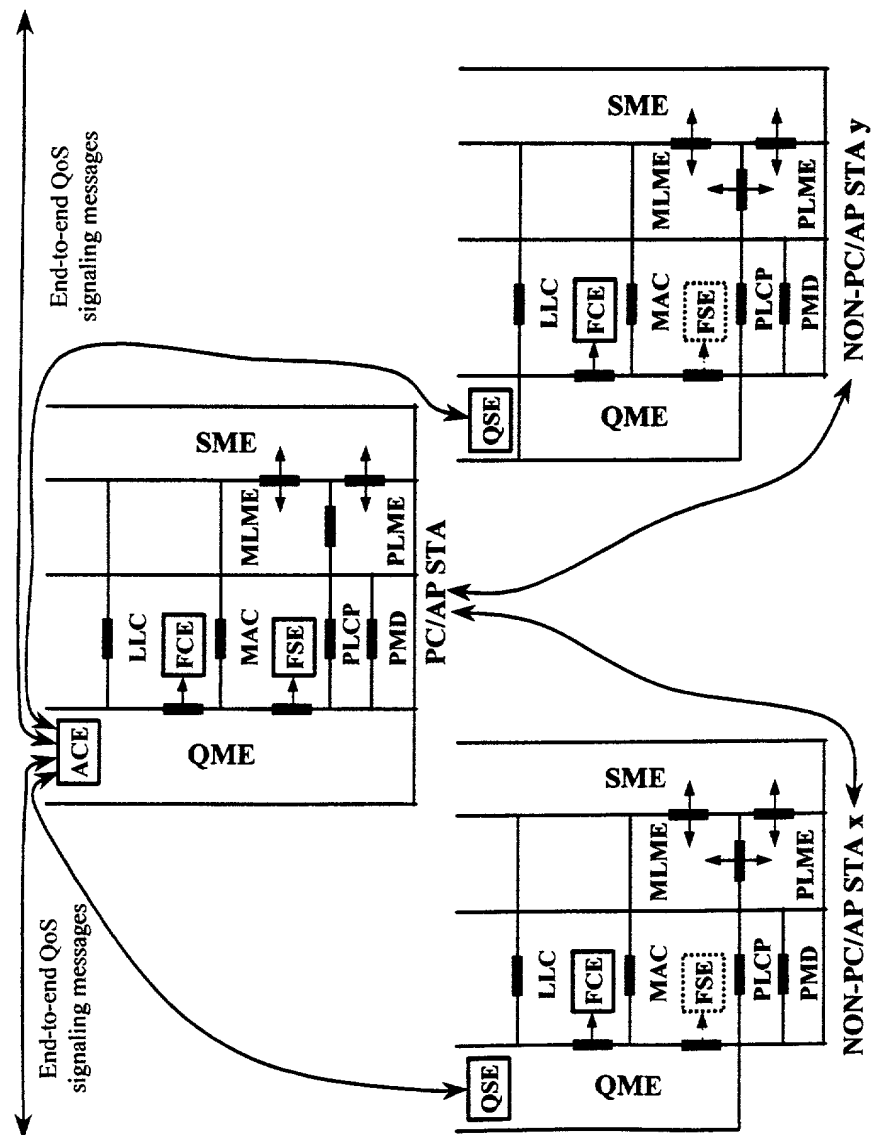 End-to-end QoS
signaling messages
End-to-end QoS
signaling messages
ACE
QME
LLC
FCE
MAC
FSE
PLCP
PMD
MLME
PLME
SME
PC/AP STA
QSE
QME
LLC
FCE
MAC
FSE
PLCP
PMD
MLME
PLME
SME
NON-PC/AP STA x
QSE
QME
LLC
FCE
MAC
FSE
PLCP
PMD
MLME
PLME
SME
NON-PC/AP STA y